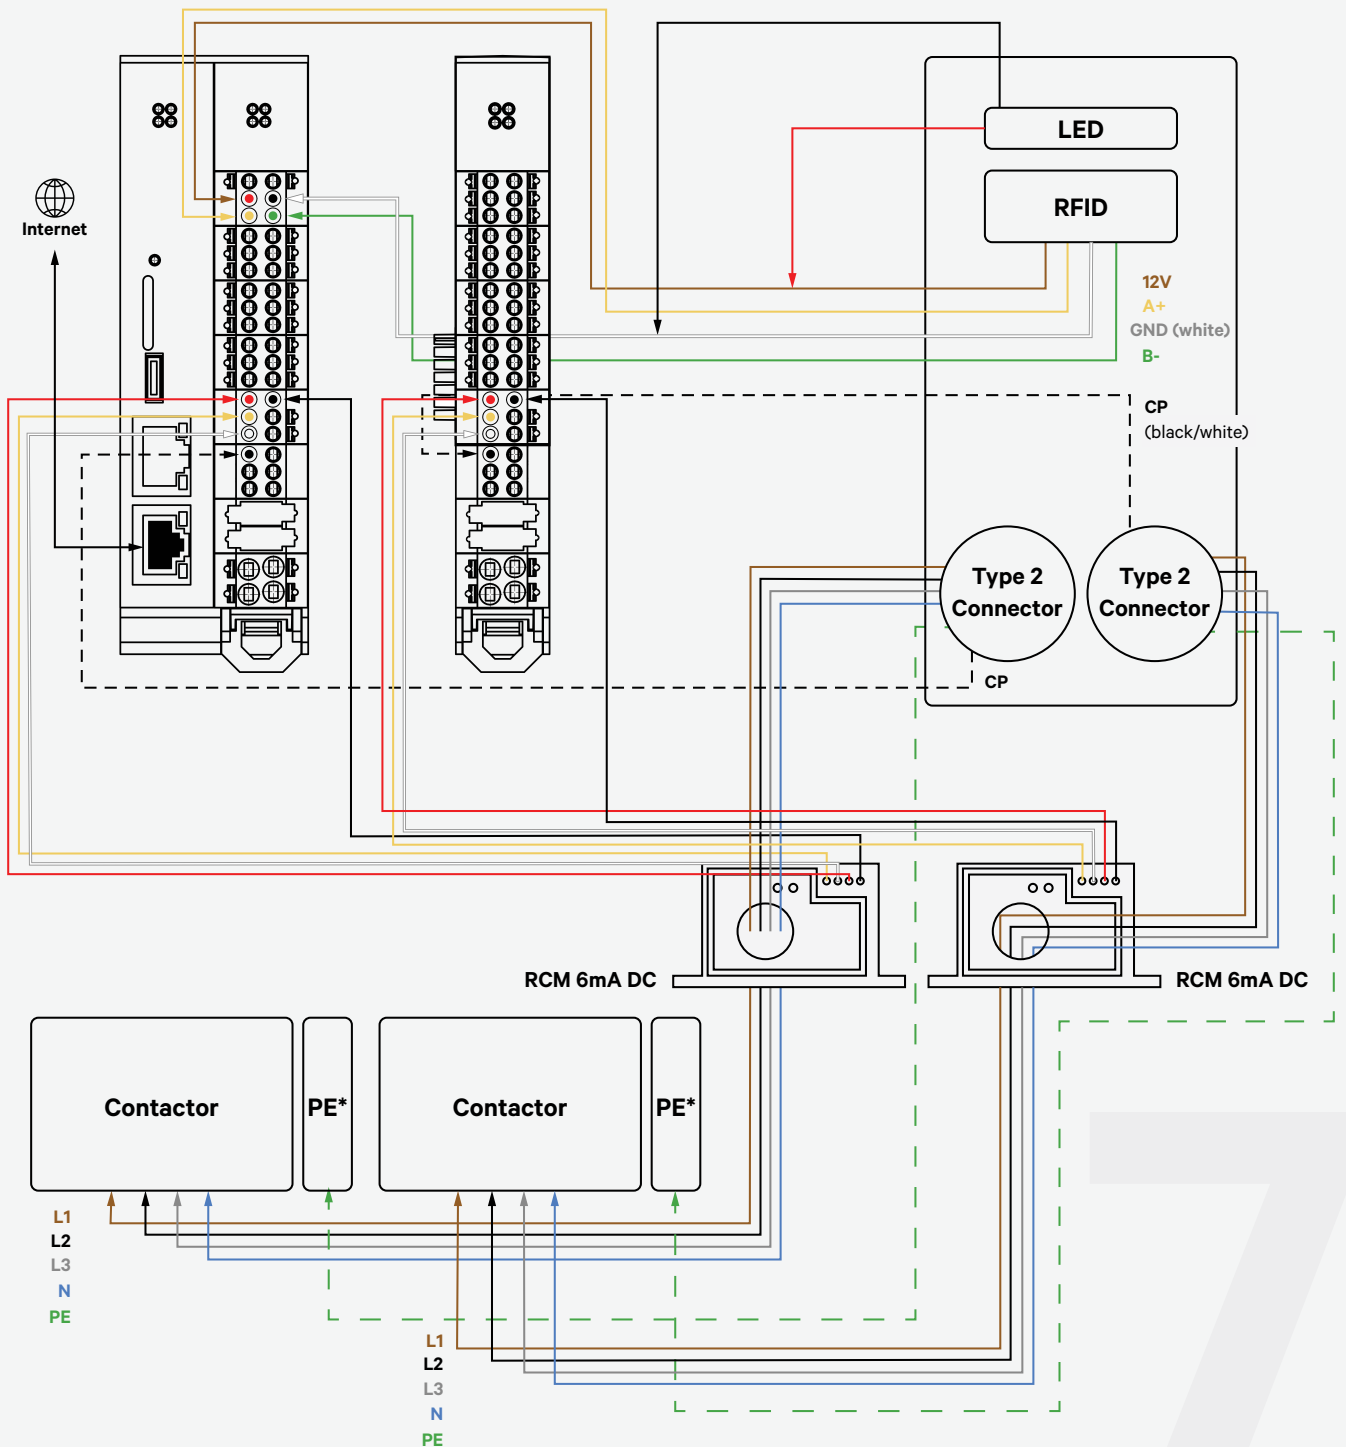 LED
RFID
Internet
12V
A+
GND (white)
B-
CP
(black/white)
Type 2
Connector
Type 2
Connector
CP
RCM 6mA DC
RCM 6mA DC
Contactor
PE*
Contactor
PE*
L1
L2
L3
N
PE
L1
L2
L3
N
PE
7